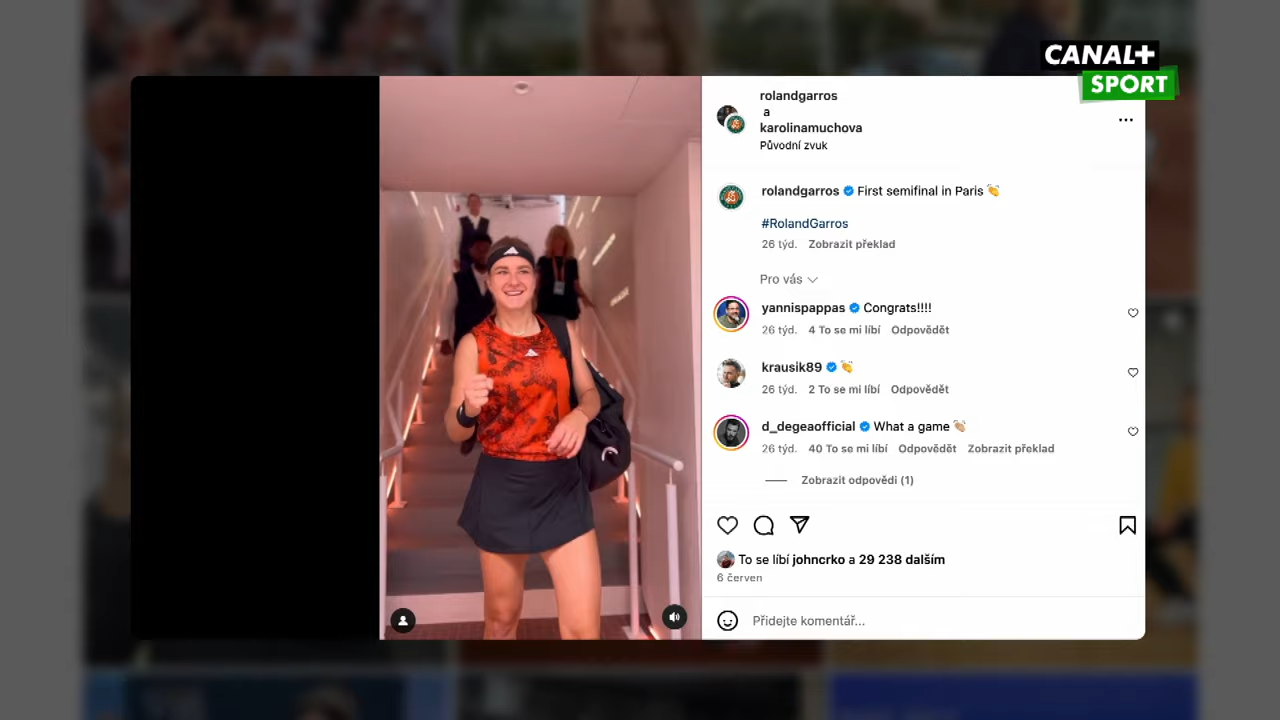 CANAL+
SPORT
rolandgarros
a
karolinamuchova
Původní zvuk
rolandgarros First semifinal in Paris 👏
#RolandGarros
26 týd. Zobrazit překlad
Pro vás
yannispappas Congrats!!!!
26 týd. 4 To se mi líbí Odpovědět
krausik89 👏
26 týd. 2 To se mi líbí Odpovědět
d_degeaofficial What a game 👏🏼
26 týd. 40 To se mi líbí Odpovědět Zobrazit překlad
Zobrazit odpovědi (1)
To se líbí johncrko a 29 238 dalším
6 červen
Přidejte komentář...